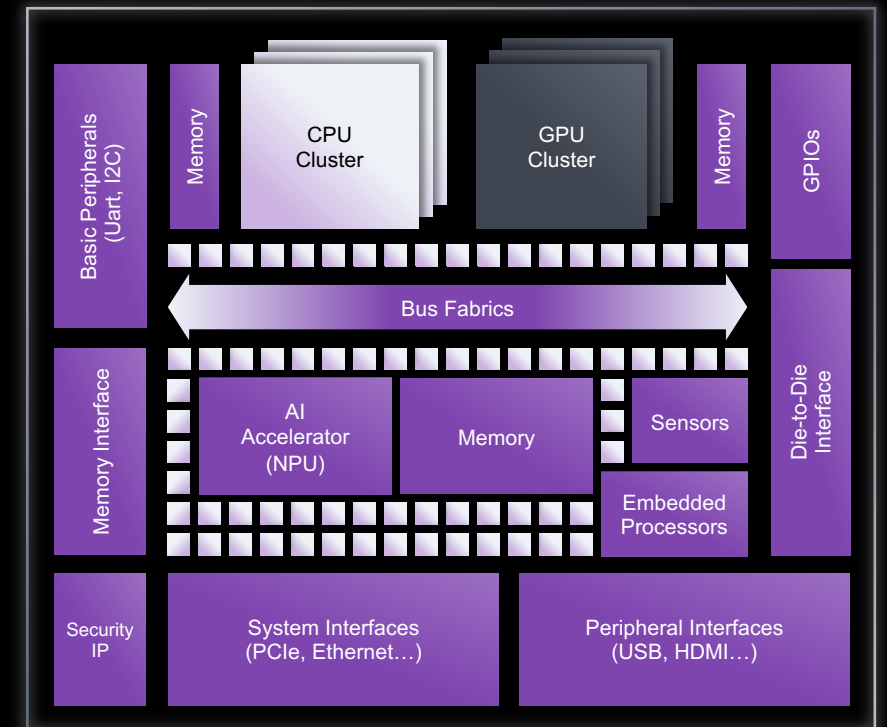 Basic Peripherals
(Uart, I2C)
Memory
CPU
Cluster
GPU
Cluster
Memory
GPIOs
Bus Fabrics
Memory Interface
AI
Accelerator
(NPU)
Memory
Sensors
Embedded
Processors
Die-to-Die
Interface
Security
IP
System Interfaces
(PCIe, Ethernet…)
Peripheral Interfaces
(USB, HDMI…)